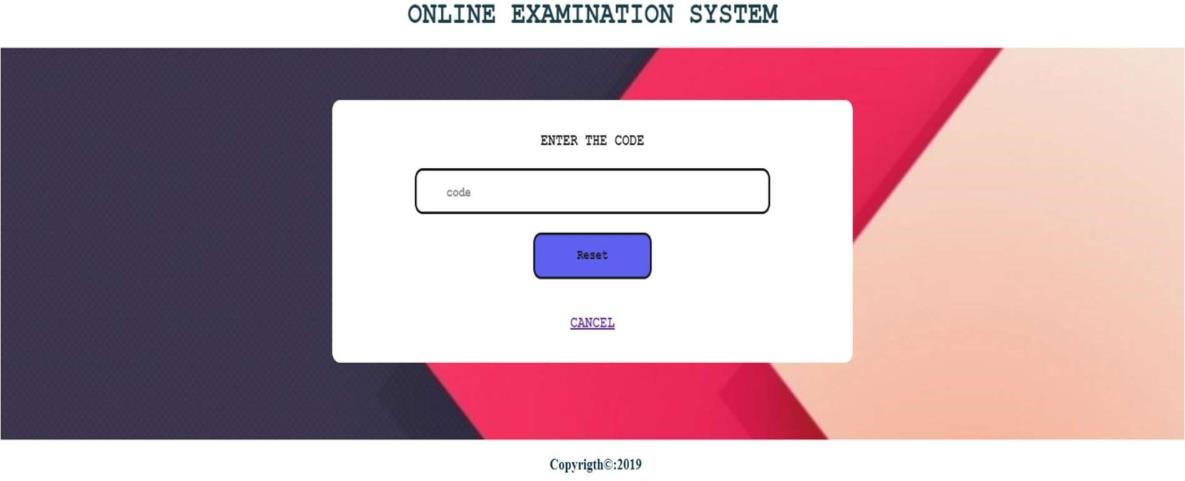 ONLINE EXAMINATION SYSTEM
ENTER THE CODE
code
Reset
CANCEL
Copyrigth©:2019